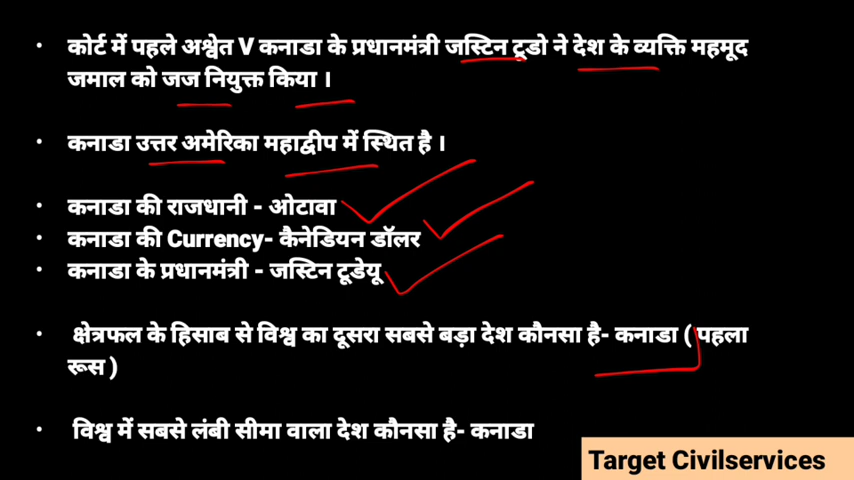 • कोर्ट में पहले अश्वेत V कनाडा के प्रधानमंत्री जस्टिन टूडो ने देश के व्यक्ति महमूद
जमाल को जज नियुक्त किया ।
• कनाडा उत्तर अमेरिका महाद्वीप में स्थित है ।
• कनाडा की राजधानी - ओटावा
• कनाडा की Currency- कैनेडियन डॉलर
• कनाडा के प्रधानमंत्री - जस्टिन टूडेयू
• क्षेत्रफल के हिसाब से विश्व का दूसरा सबसे बड़ा देश कौनसा है- कनाडा ( पहला
रूस )
• विश्व में सबसे लंबी सीमा वाला देश कौनसा है- कनाडा
Target Civilservices